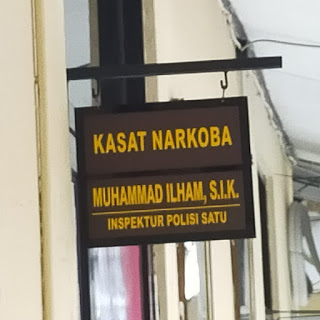 KASAT NARKOBA
MUHAMMAD ILHAM, S.I.K.
INSPEKTUR POLISI SATU